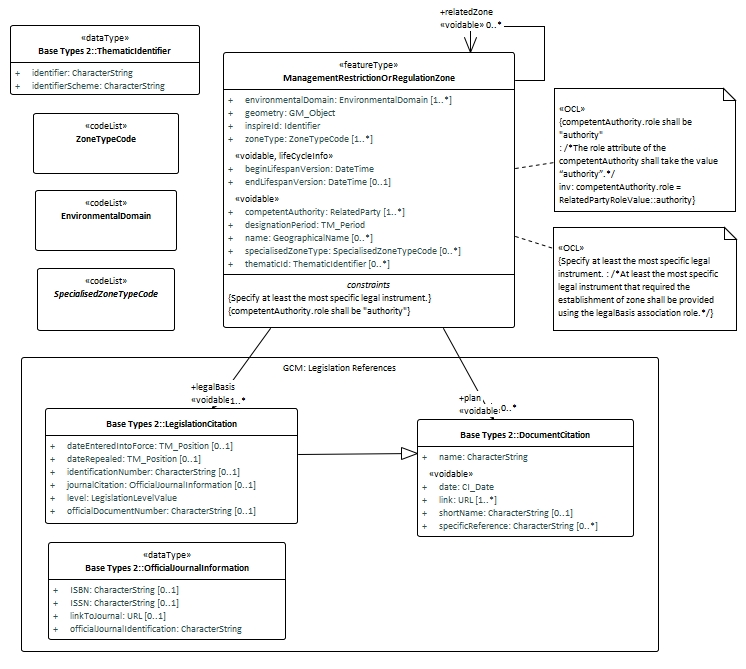 +relatedZone
«voidable» 0..*
«dataType»
Base Types 2::ThematicIdentifier
+ identifier: CharacterString
+ identifierScheme: CharacterString
«featureType»
ManagementRestrictionOrRegulationZone
+ environmentalDomain: EnvironmentalDomain [1..*]
+ geometry: GM_Object
+ inspireId: Identifier
+ zoneType: ZoneTypeCode [1..*]
«voidable, lifeCycleInfo»
+ beginLifespanVersion: DateTime
+ endLifespanVersion: DateTime [0..1]
«voidable»
+ competentAuthority: RelatedParty [1..*]
+ designationPeriod: TM_Period
+ name: GeographicalName [0..*]
+ specialisedZoneType: SpecialisedZoneTypeCode [0..*]
+ thematicId: ThematicIdentifier [0..*]
constraints
{Specify at least the most specific legal instrument.}
{competentAuthority.role shall be "authority"}
«codeList»
ZoneTypeCode
«codeList»
EnvironmentalDomain
«codeList»
SpecialisedZoneTypeCode
«OCL»
{competentAuthority.role shall be
"authority"
: /*The role attribute of the
competentAuthority shall take the value
"authority".*/
inv: competentAuthority.role =
RelatedPartyRoleValue::authority}
«OCL»
{Specify at least the most specific legal
instrument. : /*At least the most specific
legal instrument that required the
establishment of zone shall be provided
using the legalBasis association role.*/}
GCM: Legislation References
+legalBasis
«voidable» 1..*
+plan
«voidable» 0..*
Base Types 2::LegislationCitation
+ dateEnteredIntoForce: TM_Position [0..1]
+ dateRepealed: TM_Position [0..1]
+ identificationNumber: CharacterString [0..1]
+ journalCitation: OfficialJournalInformation [0..1]
+ level: LegislationLevelValue
+ officialDocumentNumber: CharacterString [0..1]
Base Types 2::DocumentCitation
+ name: CharacterString
«voidable»
+ date: CI_Date
+ link: URL [1..*]
+ shortName: CharacterString [0..1]
+ specificReference: CharacterString [0..*]
«dataType»
Base Types 2::OfficialJournalInformation
+ ISBN: CharacterString [0..1]
+ ISSN: CharacterString [0..1]
+ linkToJournal: URL [0..1]
+ officialJournalIdentification: CharacterString